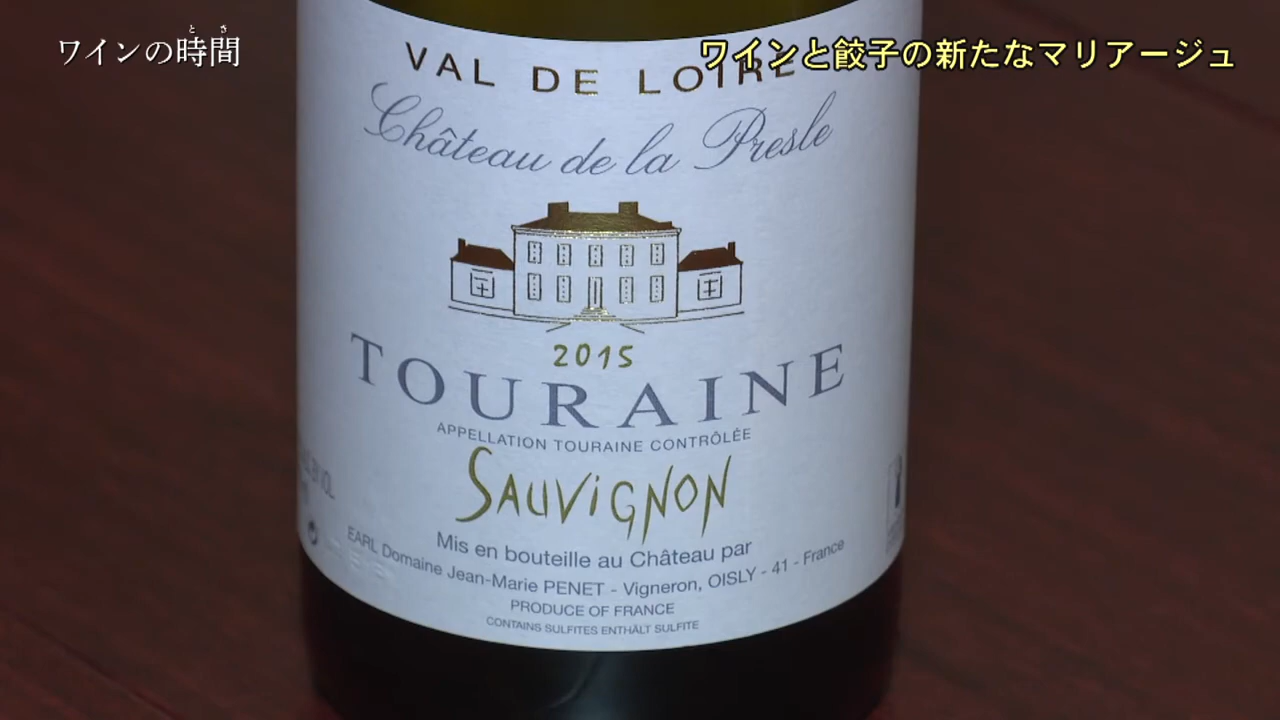 ワインの時間
とき
ワインと餃子の新たなマリアージュ
VAL DE LOIRE
Château de la Presle
2015
TOURAINE
APPELLATION TOURAINE CONTRÔLÉE
SAUViGNON
Mis en bouteille au Château par
EARL Domaine Jean-Marie PENET - Vigneron, OISLY - 41 - France
PRODUCE OF FRANCE
CONTAINS SULFITES ENTHÄLT SULFITE